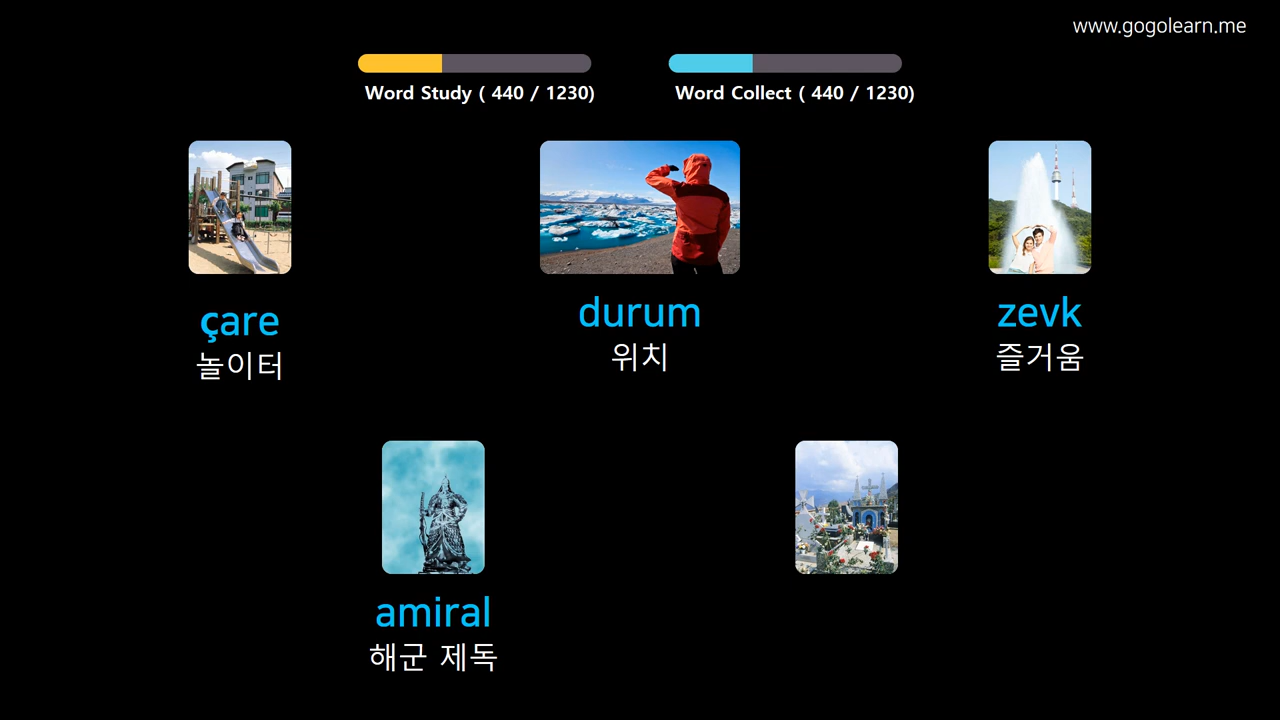 www.gogolearn.me
Word Study ( 440 / 1230)
Word Collect ( 440 / 1230)
çare
놀이터
durum
위치
zevk
즐거움
amiral
해군 제독